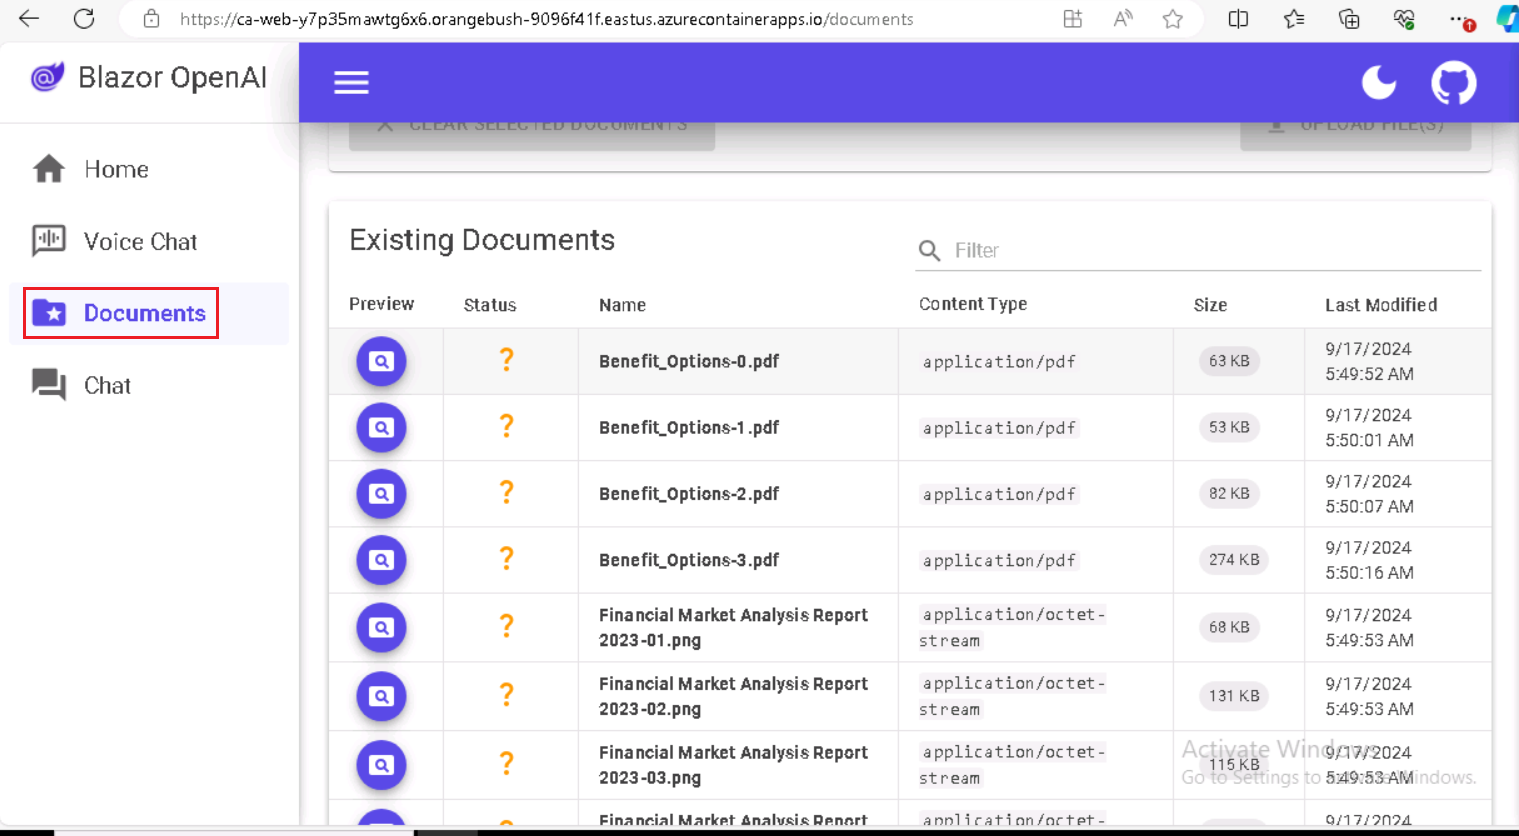 https://ca-web-y7p35mawtg6x6.orangebush-9096f41f.eastus.azurecontainerapps.io/documents
Blazor OpenAI
CLEAR SELECTED DOCUMENTS
UPLOAD FILE(S)
Home
Voice Chat
Documents
Chat
Existing Documents
Filter
Preview Status Name Content Type Size Last Modified
? Benefit_Options-0.pdf application/pdf 63 KB 9/17/2024
5:49:52 AM
? Benefit_Options-1.pdf application/pdf 53 KB 9/17/2024
5:50:01 AM
? Benefit_Options-2.pdf application/pdf 82 KB 9/17/2024
5:50:07 AM
? Benefit_Options-3.pdf application/pdf 274 KB 9/17/2024
5:50:16 AM
? Financial Market Analysis Report application/octet- 68 KB 9/17/2024
2023-01.png stream 5:49:53 AM
? Financial Market Analysis Report application/octet- 131 KB 9/17/2024
2023-02.png stream 5:49:53 AM
? Financial Market Analysis Report application/octet- 115 KB 9/17/2024
2023-03.png stream 5:49:53 AM
Financial Market Analysis Report application/octet- 9/17/2024
Activate Windows
Go to Settings to activate Windows.